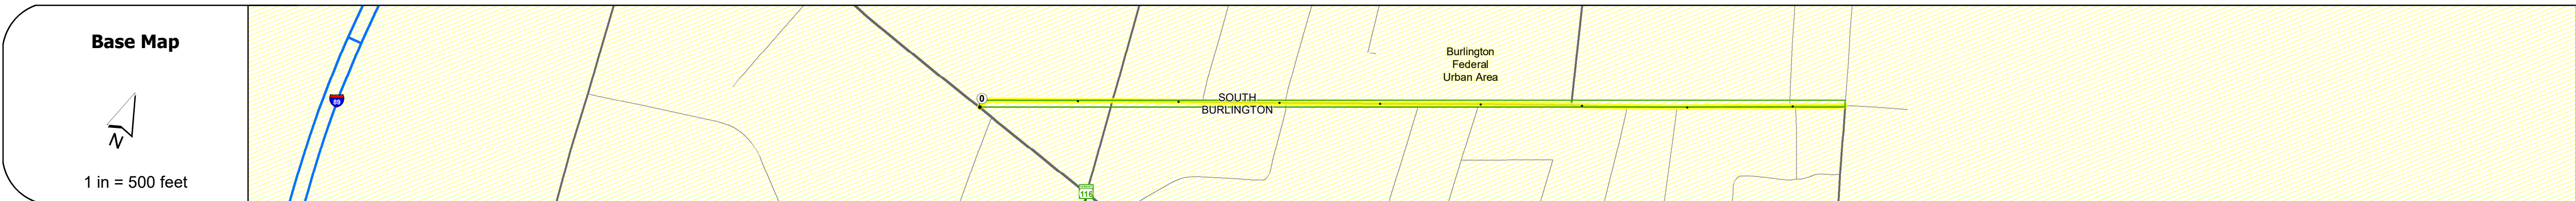 Base Map
N
1 in = 500 feet
89
0
SOUTH
BURLINGTON
116
Burlington
Federal
Urban Area